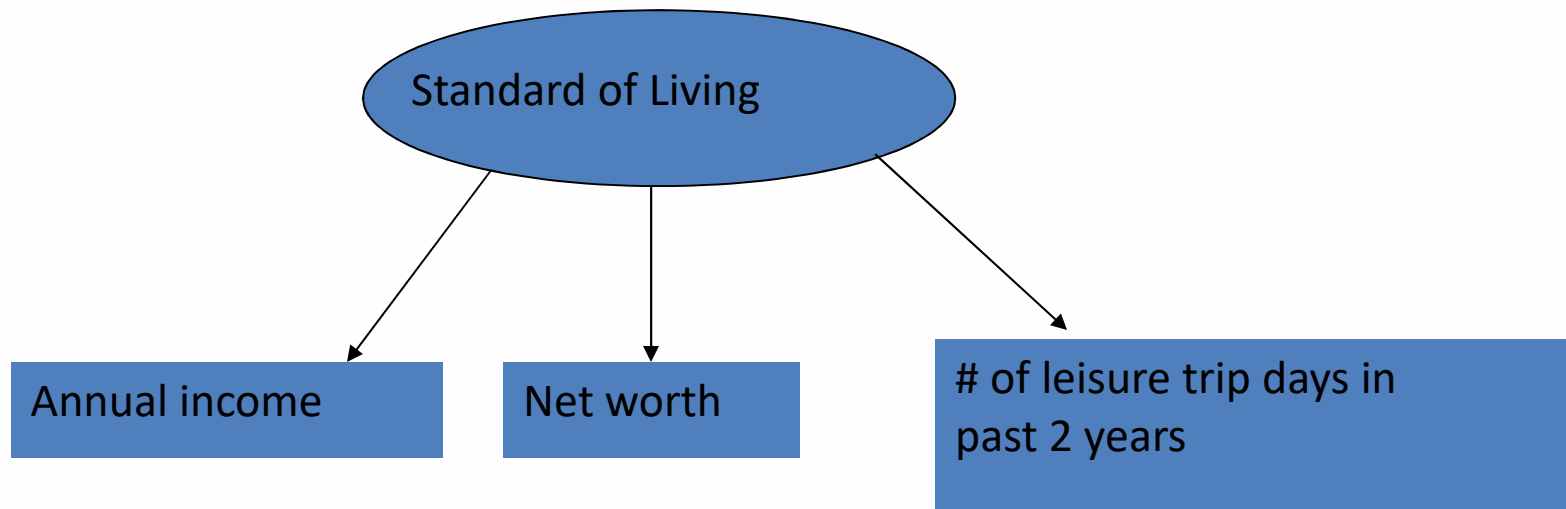 Standard of Living
Annual income
Net worth
# of leisure trip days in
past 2 years